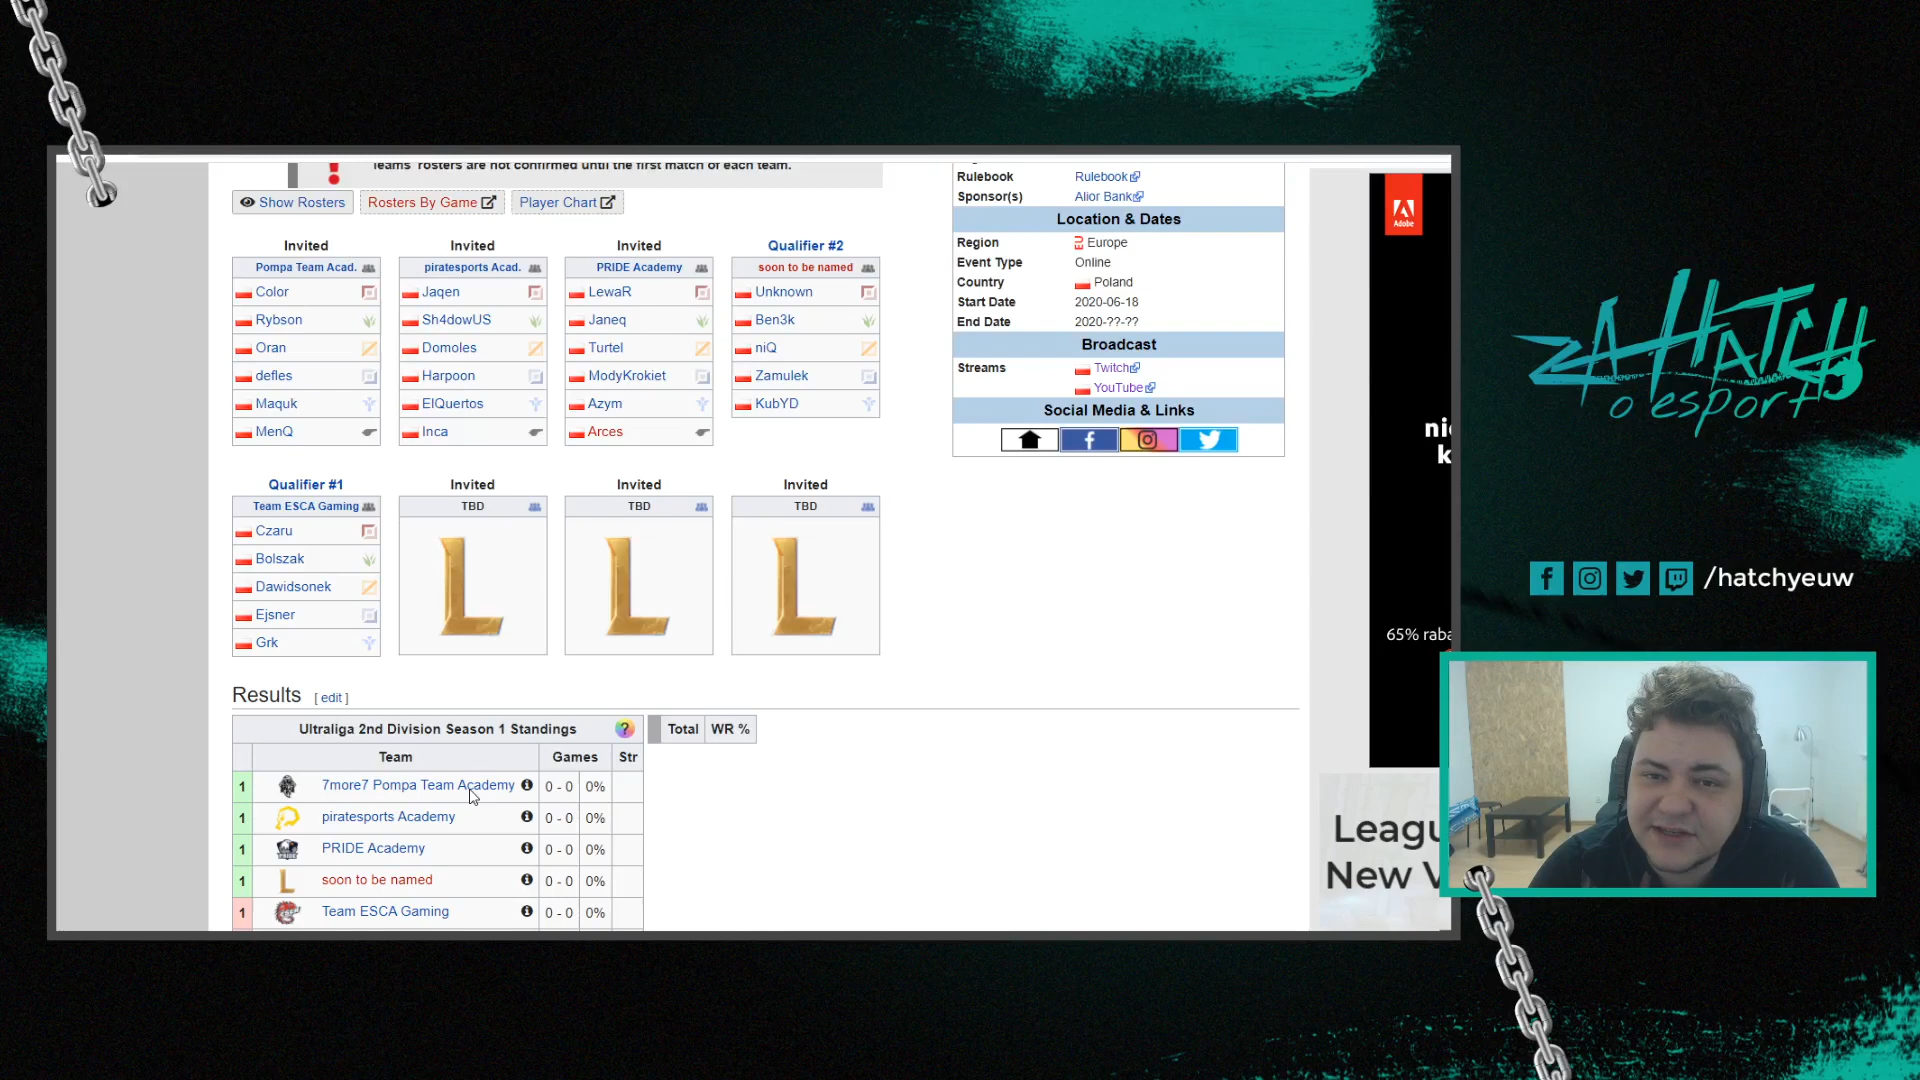 Teams' rosters are not confirmed until the first match of each team.
Show Rosters
Rosters By Game
Player Chart
Invited
Pompa Team Acad.
Color
Rybson
Oran
defles
Maquk
MenQ
Invited
piratesports Acad.
Jaqen
Sh4dowUS
Domoles
Harpoon
ElQuertos
Inca
Invited
PRIDE Academy
LewaR
Janeq
Turtel
ModyKrokiet
Azym
Arces
Qualifier #2
soon to be named
Unknown
Ben3k
niQ
Zamulek
KubYD
Qualifier #1
Team ESCA Gaming
Czaru
Bolszak
Dawidsonek
Ejsner
Grk
Invited
TBD
Invited
TBD
Invited
TBD
Results [ edit ]
Ultraliga 2nd Division Season 1 Standings ?
Total WR %
Team Games Str
1 7more7 Pompa Team Academy 0 - 0 0%
1 piratesports Academy 0 - 0 0%
1 PRIDE Academy 0 - 0 0%
1 soon to be named 0 - 0 0%
1 Team ESCA Gaming 0 - 0 0%
Rulebook Rulebook
Sponsor(s) Alior Bank
Location & Dates
Region EU Europe
Event Type Online
Country Poland
Start Date 2020-06-18
End Date 2020-??-??
Broadcast
Streams Twitch
YouTube
Social Media & Links
Adobe
65% raba
Leagu
New V
ZA HATCH
o esport
/hatchyeuw